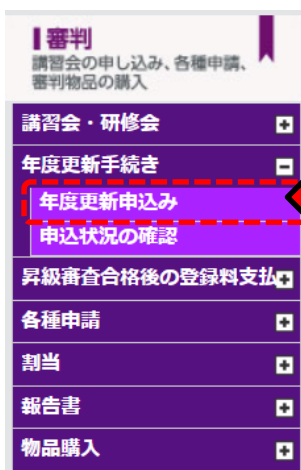 審判
講習会の申し込み、各種申請、
審判物品の購入
講習会・研修会
年度更新手続き
年度更新申込み
申込状況の確認
昇級審査合格後の登録料支払
各種申請
割当
報告書
物品購入